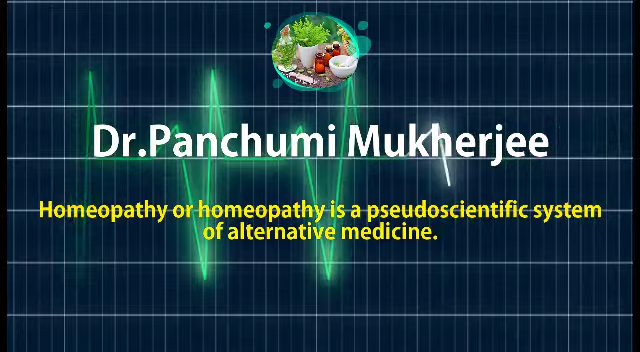 Dr.Panchumi Mukherjee
Homeopathy or homeopathy is a pseudoscientific system
of alternative medicine.